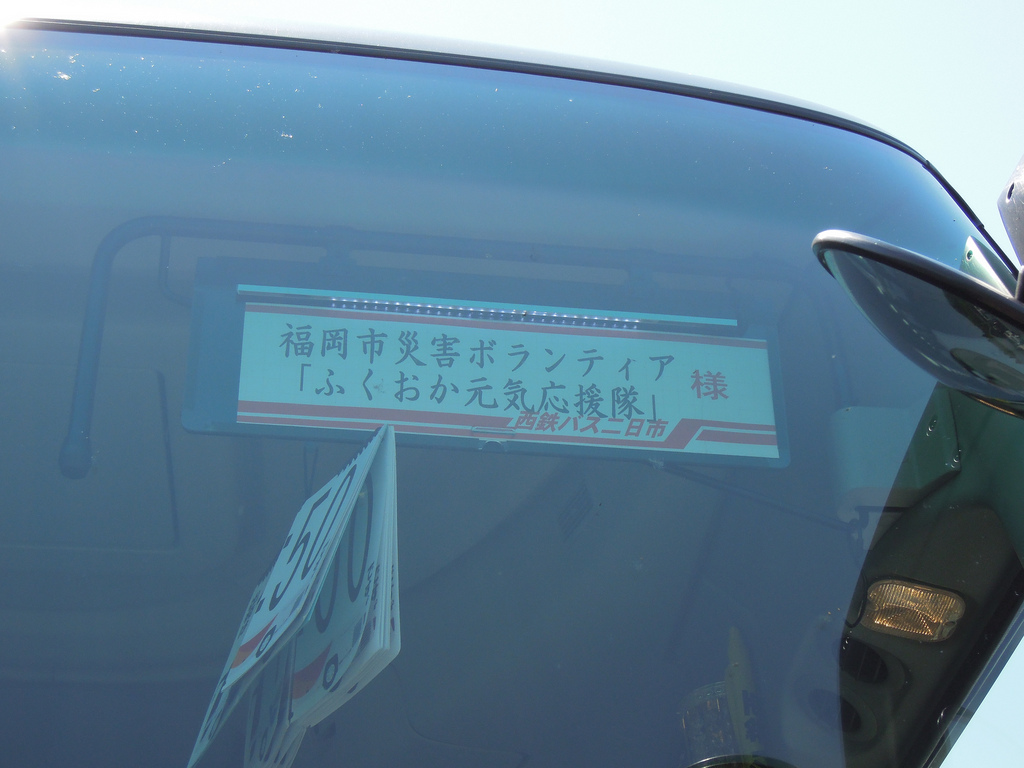 福岡市災害ボランティア
「ふくおか元気応援隊」 様
西鉄バス二日市